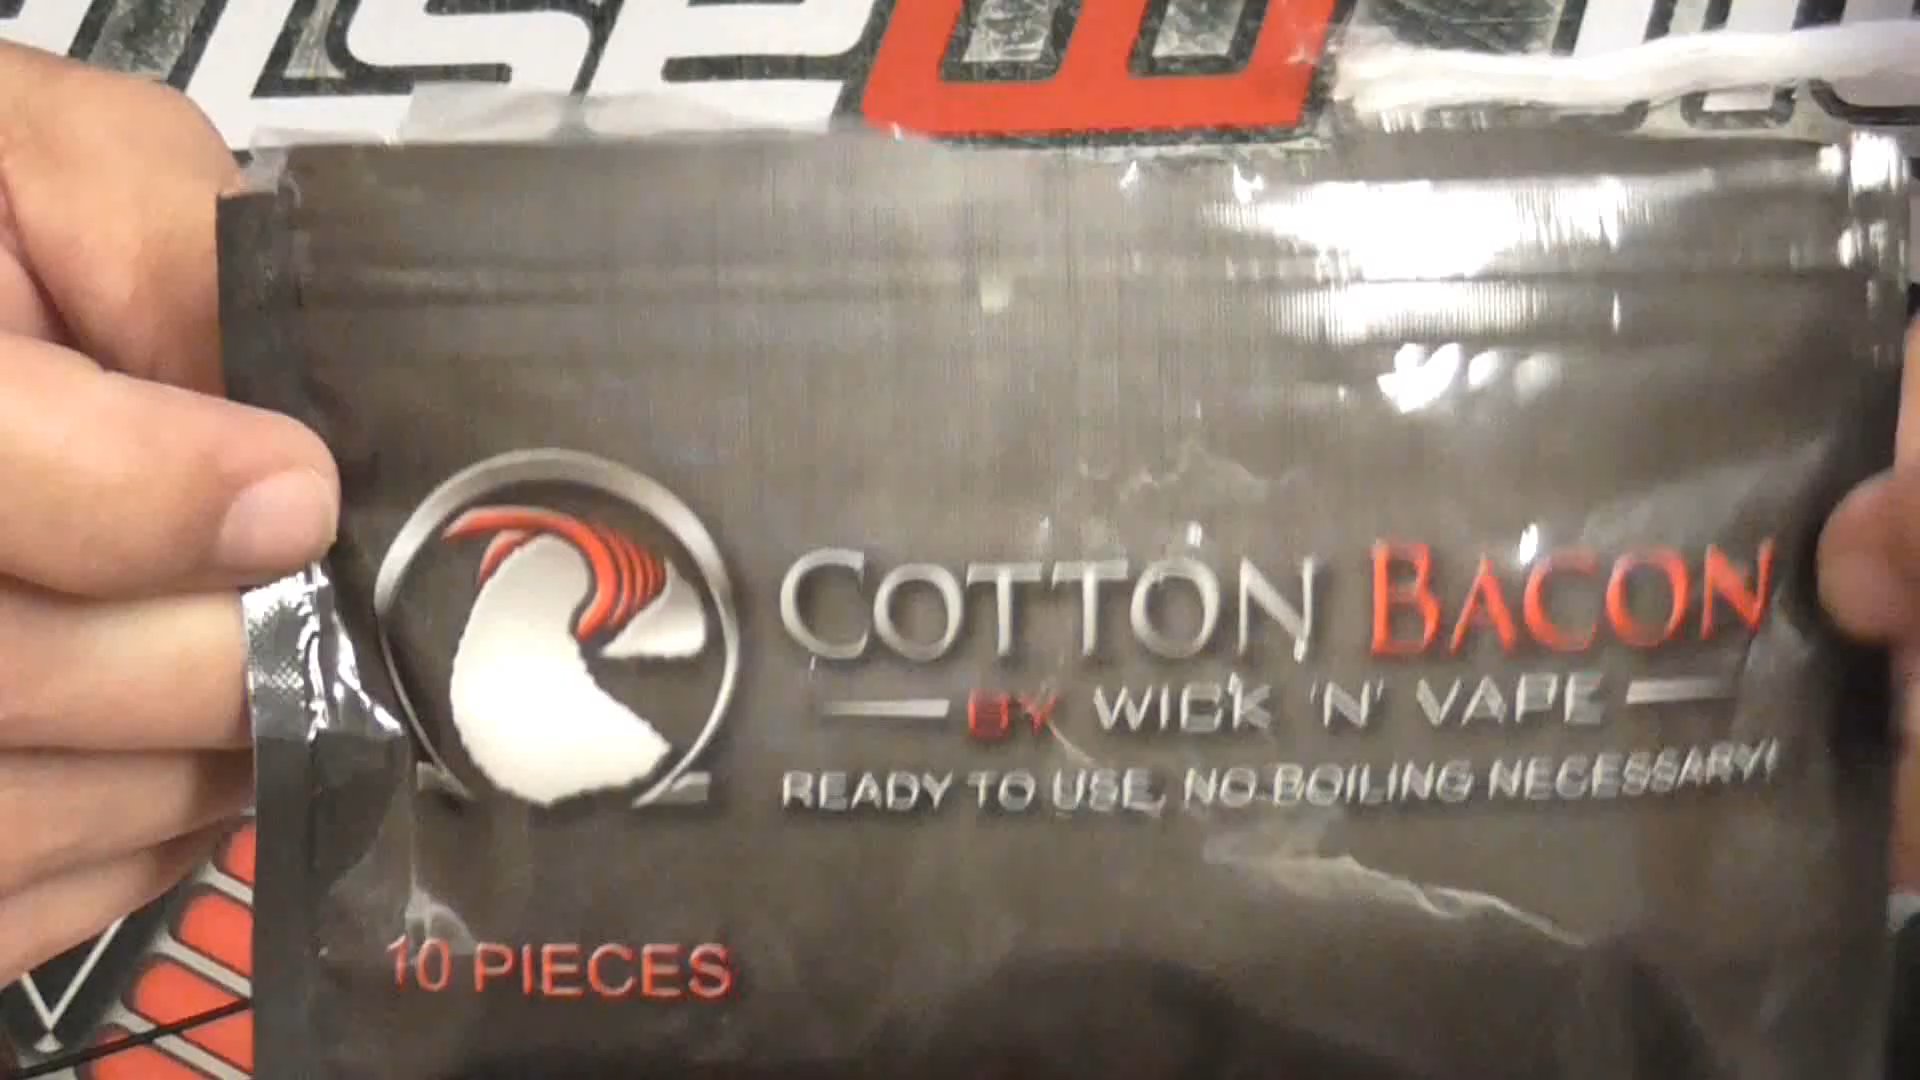 COTTON BACON
BY WICK 'N' VAPE
READY TO USE, NO BOILING NECESSARY!
10 PIECES